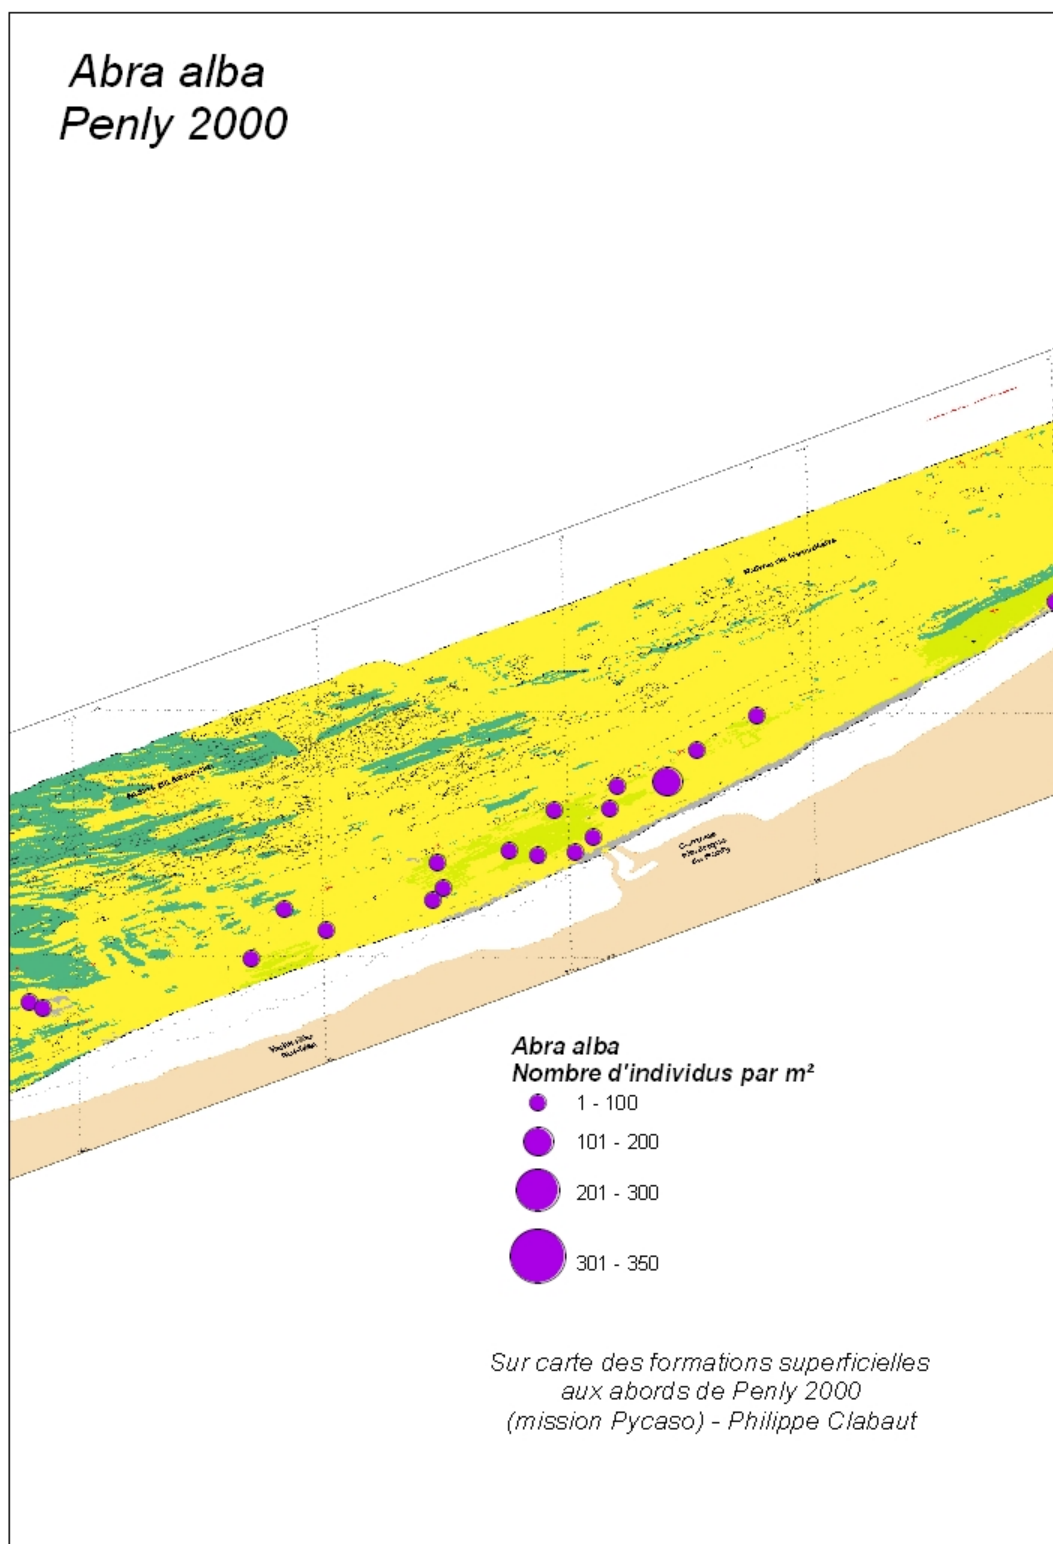 Abra alba
Penly 2000
Abra alba
Nombre d'individus par m²
1 - 100
101 - 200
201 - 300
301 - 350
Sur carte des formations superficielles
aux abords de Penly 2000
(mission Pycaso) - Philippe Clabaut